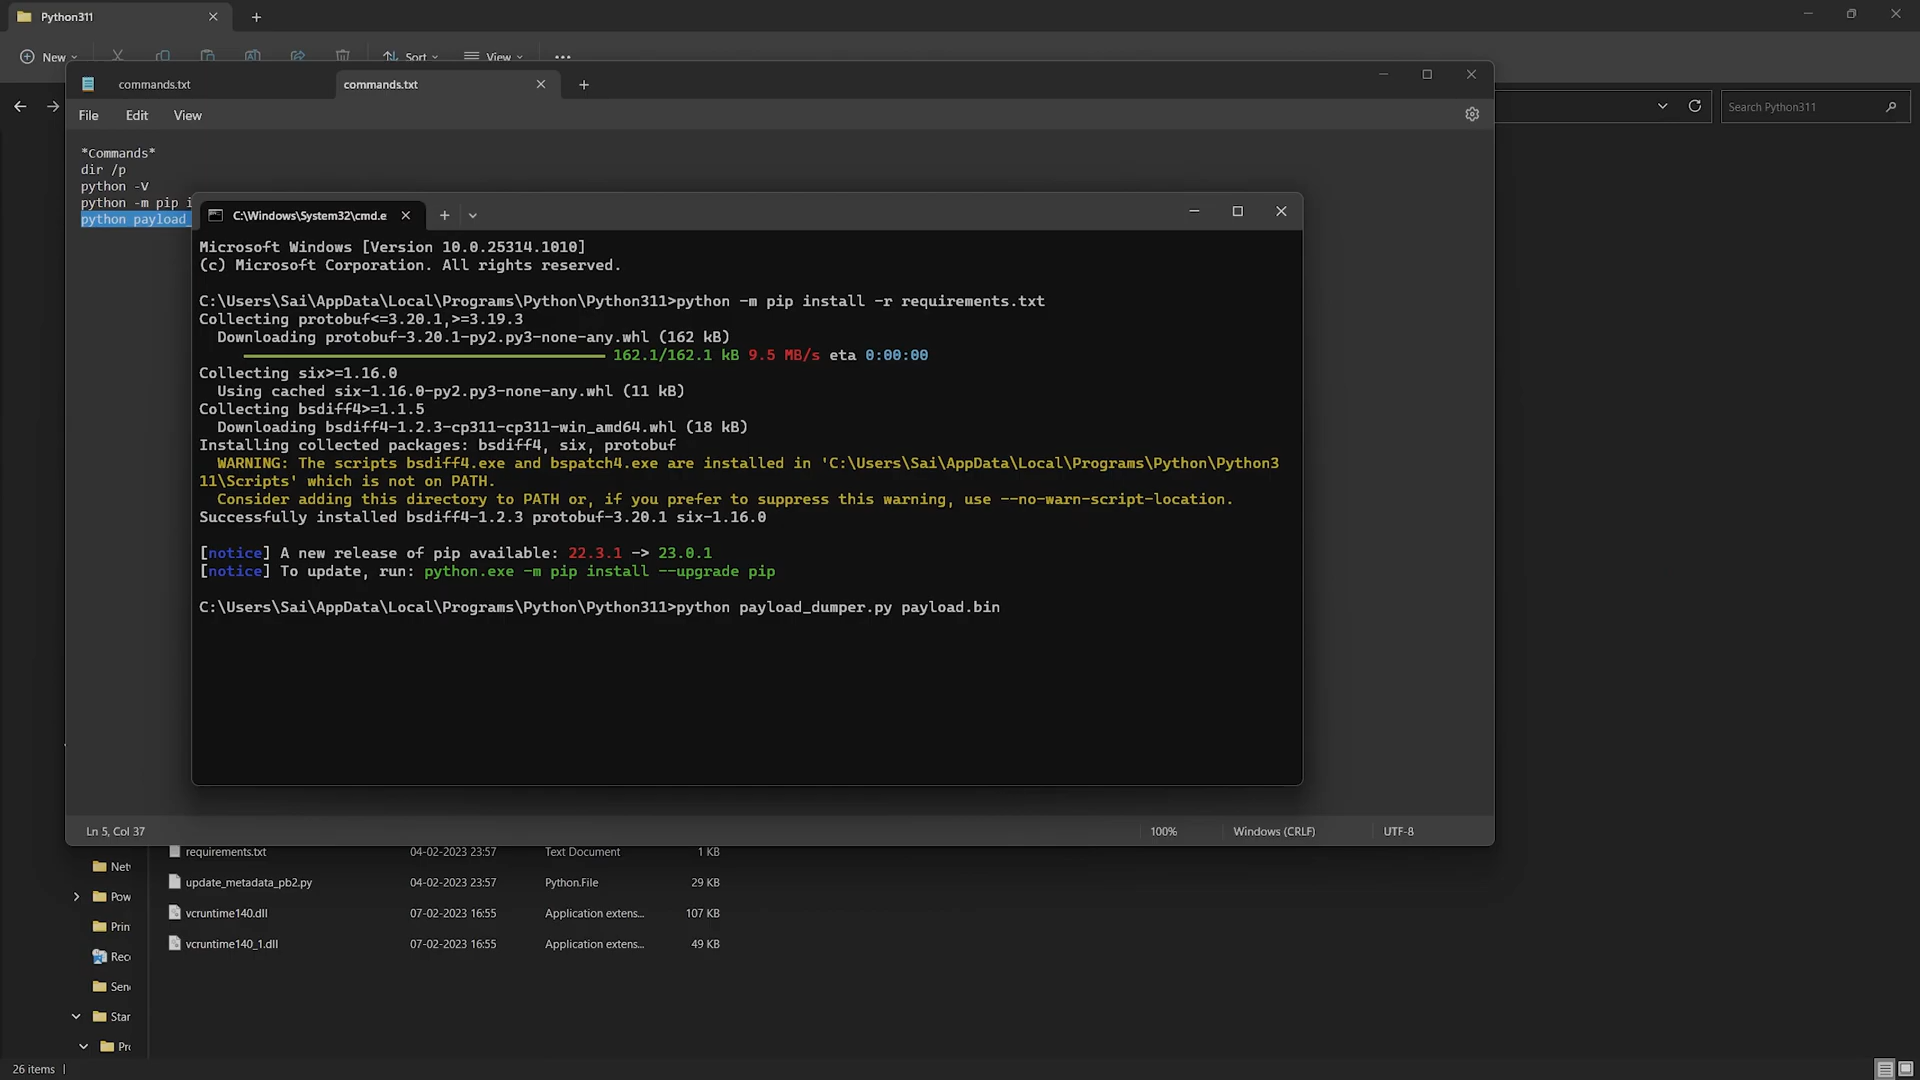 Python311
New
Sort
View
commands.txt
commands.txt
Search Python311
File
Edit
View
*Commands*
dir /p
python -V
python -m pip i
python payload_
C:\Windows\System32\cmd.e
Microsoft Windows [Version 10.0.25314.1010]
(c) Microsoft Corporation. All rights reserved.
C:\Users\Sai\AppData\Local\Programs\Python\Python311>python -m pip install -r requirements.txt
Collecting protobuf<=3.20.1,>=3.19.3
Downloading protobuf-3.20.1-py2.py3-none-any.whl (162 kB)
162.1/162.1 kB 9.5 MB/s eta 0:00:00
Collecting six>=1.16.0
Using cached six-1.16.0-py2.py3-none-any.whl (11 kB)
Collecting bsdiff4>=1.1.5
Downloading bsdiff4-1.2.3-cp311-cp311-win_amd64.whl (18 kB)
Installing collected packages: bsdiff4, six, protobuf
WARNING: The scripts bsdiff4.exe and bspatch4.exe are installed in 'C:\Users\Sai\AppData\Local\Programs\Python\Python3
11\Scripts' which is not on PATH.
Consider adding this directory to PATH or, if you prefer to suppress this warning, use --no-warn-script-location.
Successfully installed bsdiff4-1.2.3 protobuf-3.20.1 six-1.16.0
[notice] A new release of pip available: 22.3.1 -> 23.0.1
[notice] To update, run: python.exe -m pip install --upgrade pip
C:\Users\Sai\AppData\Local\Programs\Python\Python311>python payload_dumper.py payload.bin
Ln 5, Col 37
100%
Windows (CRLF)
UTF-8
requirements.txt 04-02-2023 23:57 Text Document 1 KB
Net
update_metadata_pb2.py 04-02-2023 23:57 Python.File 29 KB
Pow
vcruntime140.dll 07-02-2023 16:55 Application extens... 107 KB
Prin
vcruntime140_1.dll 07-02-2023 16:55 Application extens... 49 KB
Rec
Sen
Star
Pr
26 items